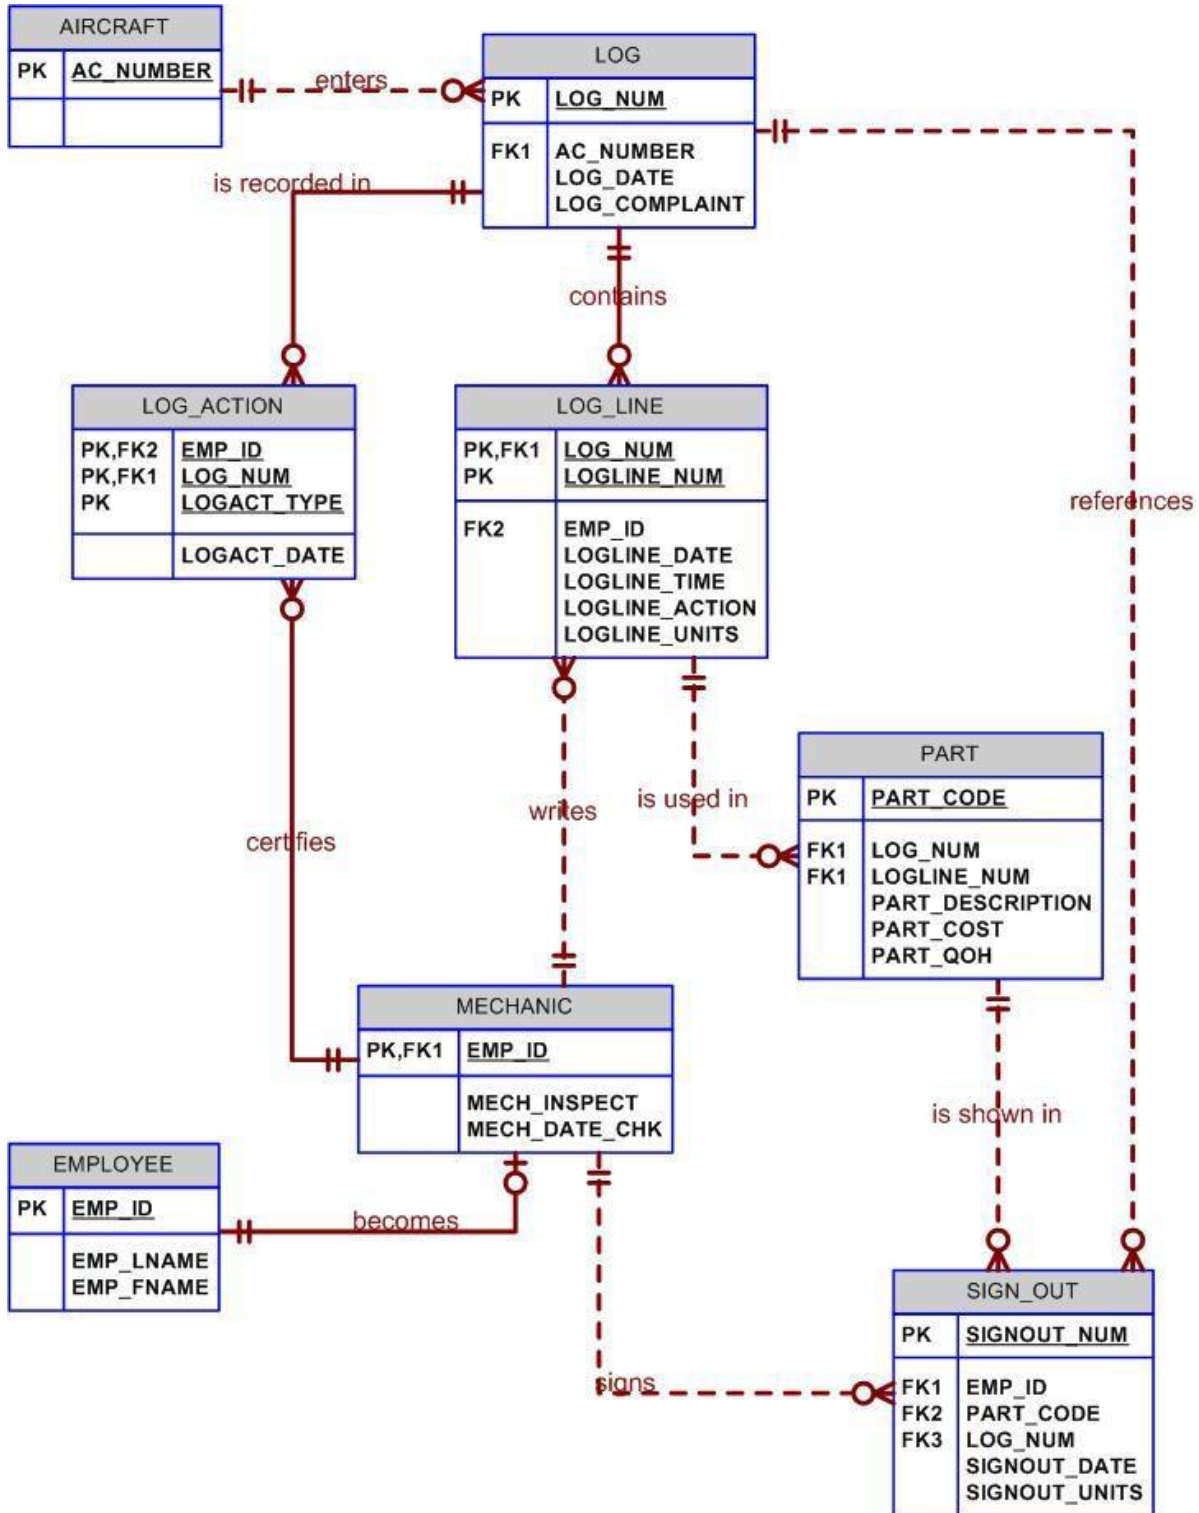 AIRCRAFT
PK AC_NUMBER
enters
LOG
PK LOG_NUM
FK1 AC_NUMBER
LOG_DATE
LOG_COMPLAINT
is recorded in
contains
LOG_ACTION
PK,FK2 EMP_ID
PK,FK1 LOG_NUM
PK LOGACT_TYPE
LOGACT_DATE
LOG_LINE
PK,FK1 LOG_NUM
PK LOGLINE_NUM
FK2 EMP_ID
LOGLINE_DATE
LOGLINE_TIME
LOGLINE_ACTION
LOGLINE_UNITS
references
certifies
writes
is used in
PART
PK PART_CODE
FK1 LOG_NUM
FK1 LOGLINE_NUM
PART_DESCRIPTION
PART_COST
PART_QOH
MECHANIC
PK,FK1 EMP_ID
MECH_INSPECT
MECH_DATE_CHK
is shown in
EMPLOYEE
PK EMP_ID
EMP_LNAME
EMP_FNAME
becomes
signs
SIGN_OUT
PK SIGNOUT_NUM
FK1 EMP_ID
FK2 PART_CODE
FK3 LOG_NUM
SIGNOUT_DATE
SIGNOUT_UNITS